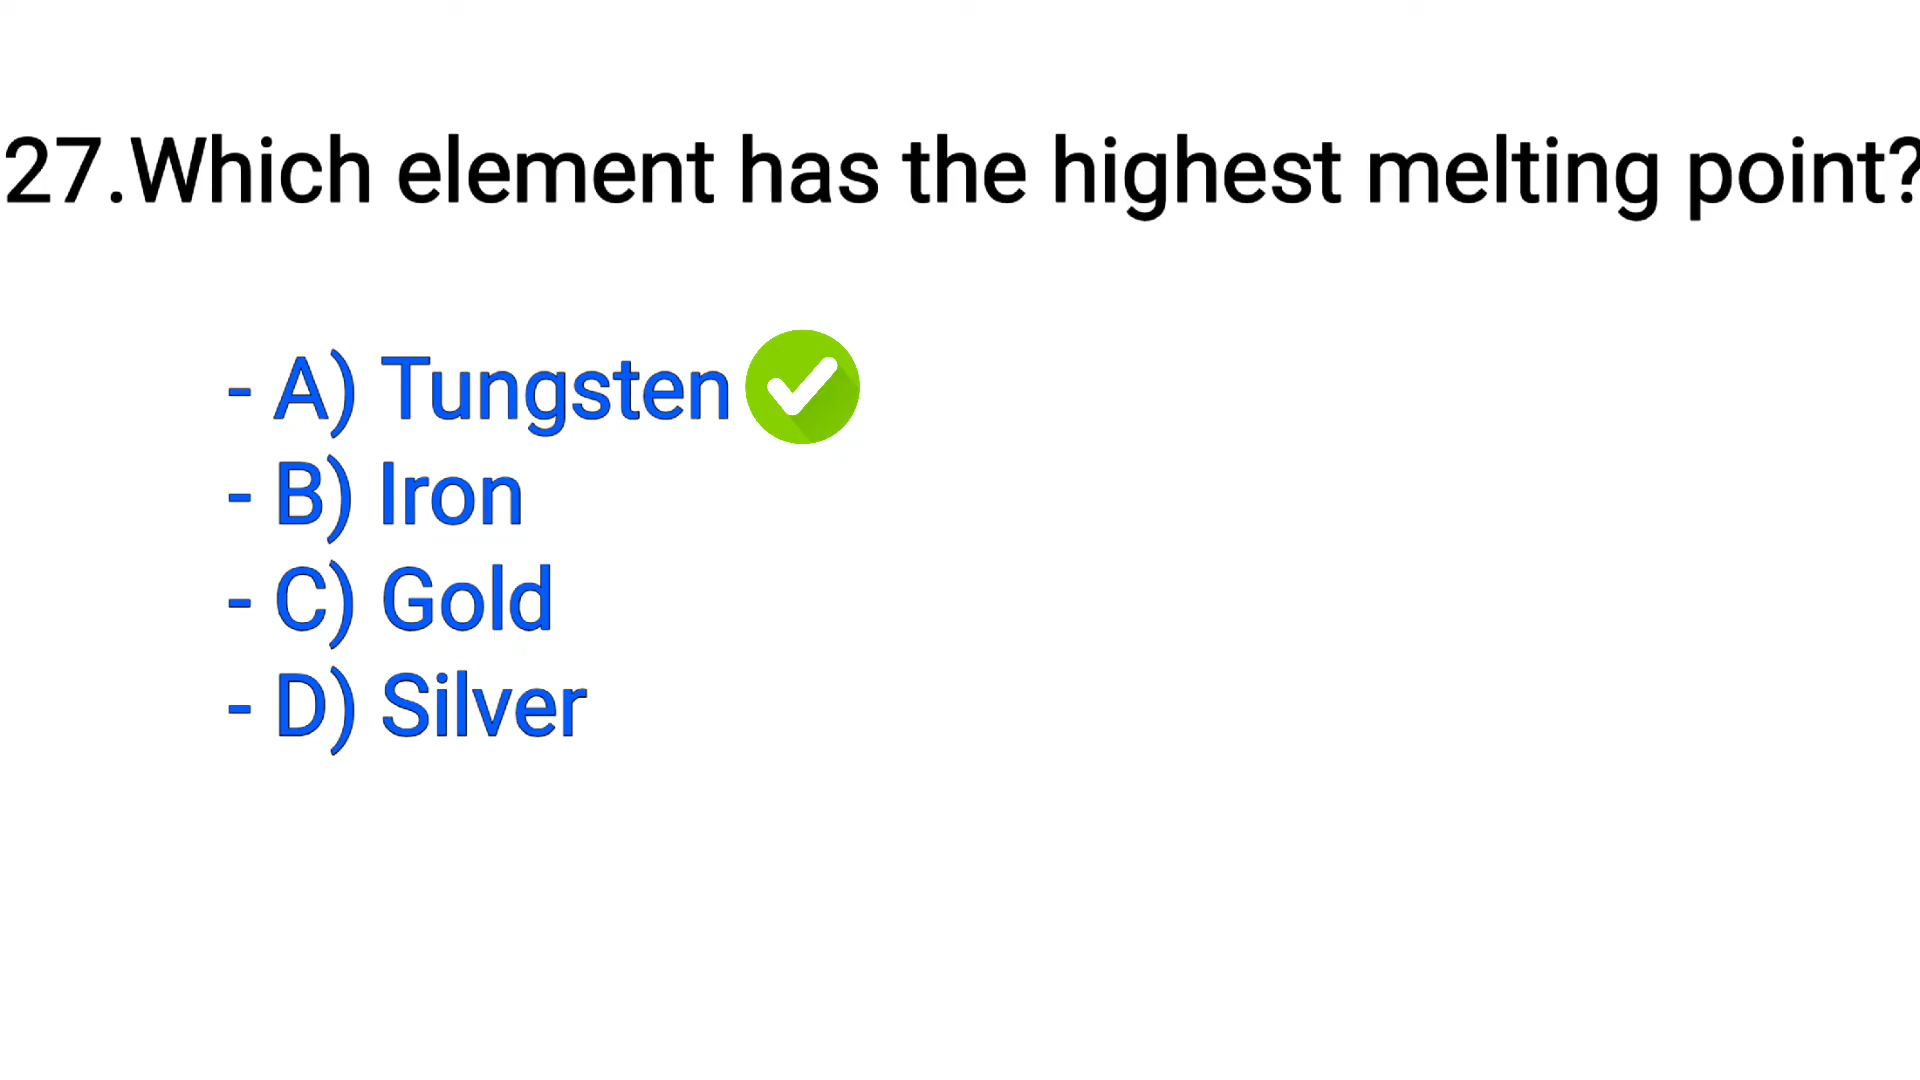 27.Which element has the highest melting point?
- A) Tungsten
- B) Iron
- C) Gold
- D) Silver